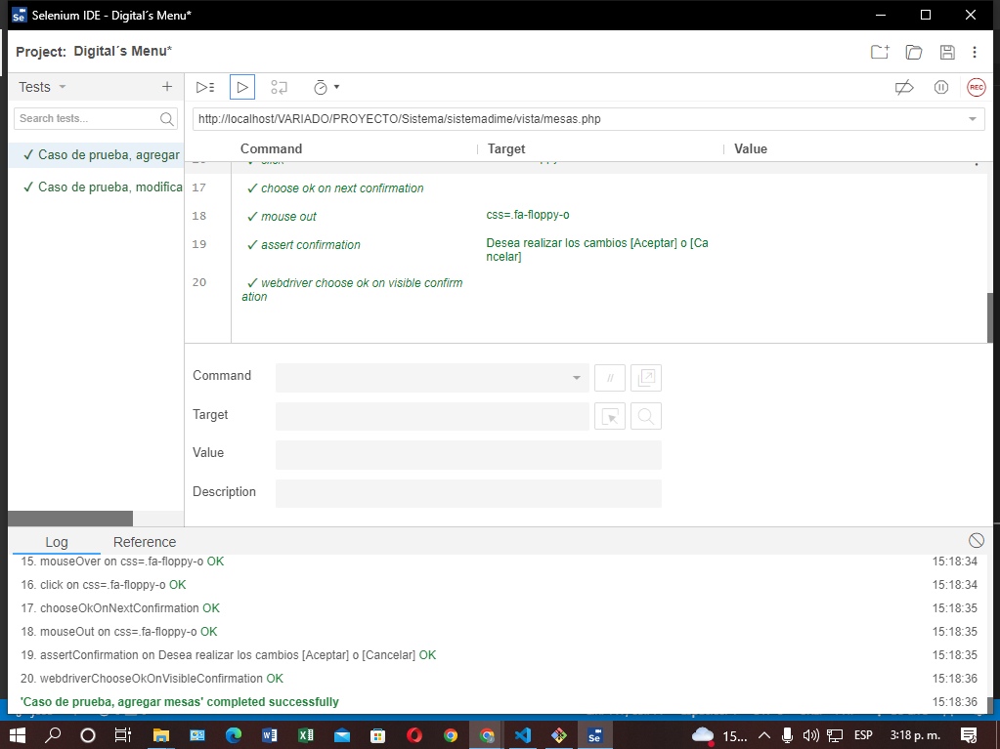 Selenium IDE - Digital´s Menu*
Project: Digital´s Menu*
Tests
REC
Search tests...
http://localhost/VARIADO/PROYECTO/Sistema/sistemadime/vista/mesas.php
Command Target Value
✓ Caso de prueba, agregar
✓ Caso de prueba, modifica
17 ✓ choose ok on next confirmation
18 ✓ mouse out css=.fa-floppy-o
19 ✓ assert confirmation Desea realizar los cambios [Aceptar] o [Ca
ncelar]
20 ✓ webdriver choose ok on visible confirm
ation
Command
//
Target
Value
Description
Log Reference
15. mouseOver on css=.fa-floppy-o OK 15:18:34
16. click on css=.fa-floppy-o OK 15:18:34
17. chooseOkOnNextConfirmation OK 15:18:35
18. mouseOut on css=.fa-floppy-o OK 15:18:35
19. assertConfirmation on Desea realizar los cambios [Aceptar] o [Cancelar] OK 15:18:35
20. webdriverChooseOkOnVisibleConfirmation OK 15:18:36
'Caso de prueba, agregar mesas' completed successfully 15:18:36
15... ESP 3:18 p. m.